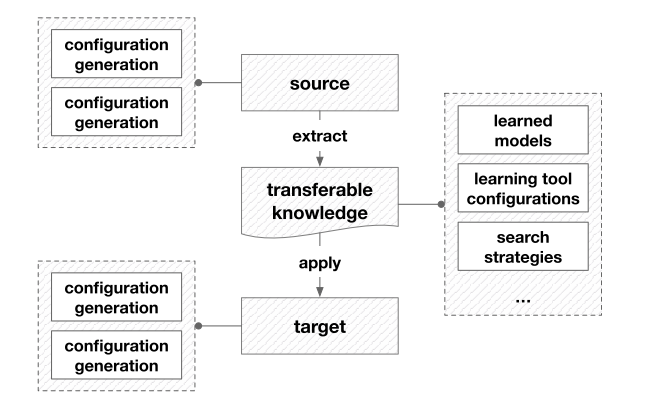 configuration
generation
configuration
generation
source
extract
transferable
knowledge
apply
target
learned
models
learning tool
configurations
search
strategies
...
configuration
generation
configuration
generation